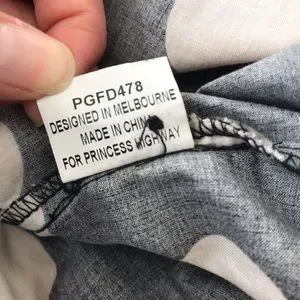 PGFD478
DESIGNED IN MELBOURNE
MADE IN CHINA
FOR PRINCESS HIGHWAY